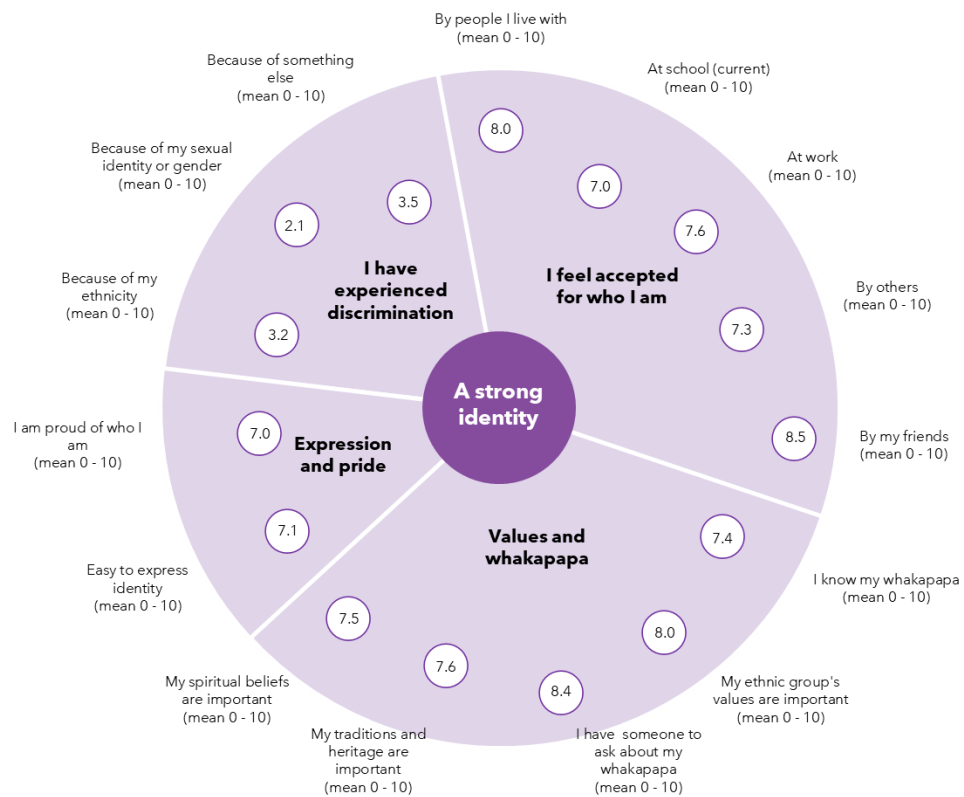 By people I live with
(mean 0 - 10)
At school (current)
(mean 0 - 10)
At work
(mean 0 - 10)
By others
(mean 0 - 10)
By my friends
(mean 0 - 10)
8.0
7.0
7.6
7.3
8.5
I feel accepted
for who I am
I know my whakapapa
(mean 0 - 10)
My ethnic group's
values are important
(mean 0 - 10)
I have  someone to
ask about my
whakapapa
(mean 0 - 10)
My traditions and
heritage are
important
(mean 0 - 10)
My spiritual beliefs
are important
(mean 0 - 10)
7.4
8.0
8.4
7.6
7.5
Values and
whakapapa
Easy to express
identity
(mean 0 - 10)
I am proud of who I
am
(mean 0 - 10)
7.1
7.0
Expression
and pride
Because of my
ethnicity
(mean 0 - 10)
Because of my sexual
identity or gender
(mean 0 - 10)
Because of something
else
(mean 0 - 10)
3.2
2.1
3.5
I have
experienced
discrimination
A strong
identity